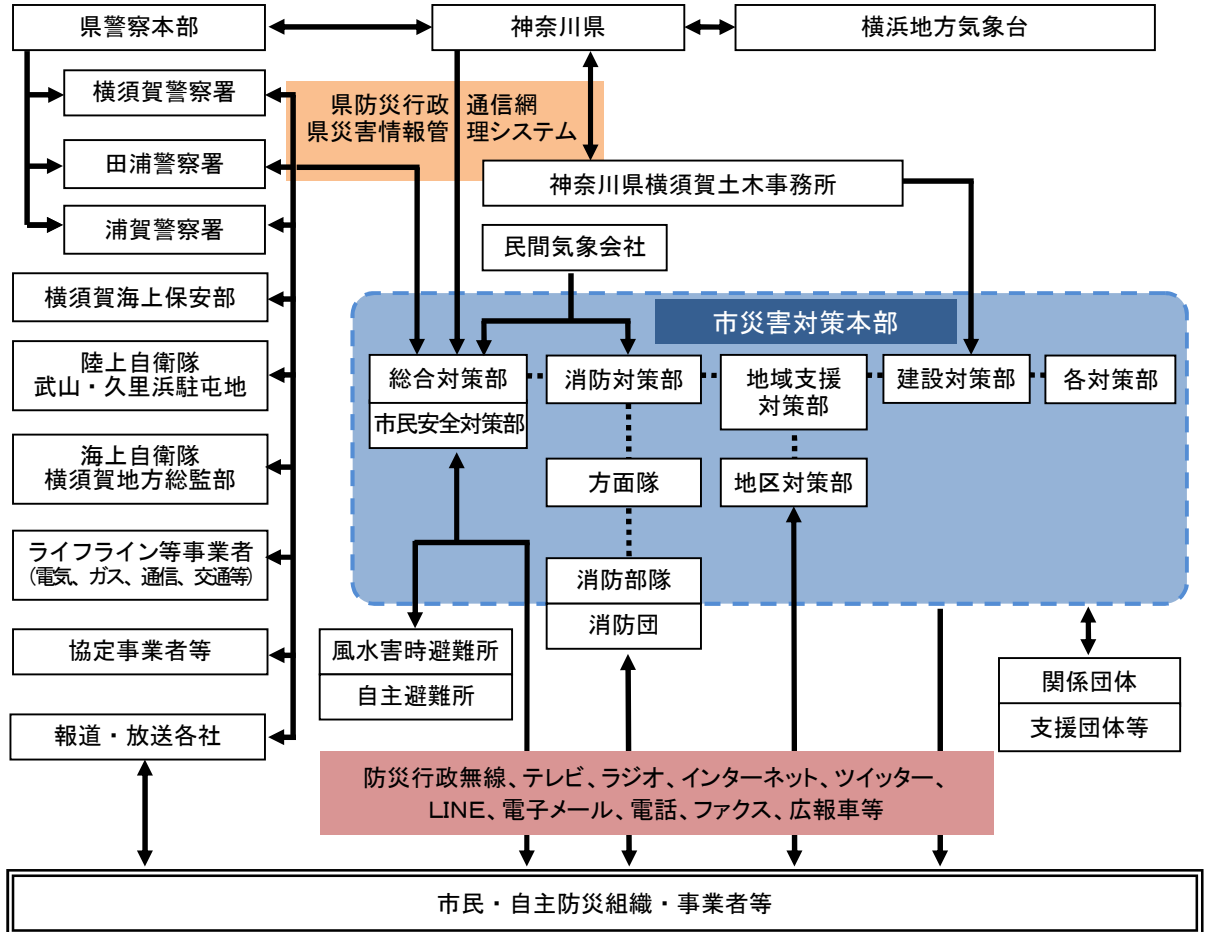 県警察本部
神奈川県
横浜地方気象台
横須賀警察署
県防災行政 通信網
県災害情報管 理システム
田浦警察署
神奈川県横須賀土木事務所
浦賀警察署
民間気象会社
横須賀海上保安部
市災害対策本部
陸上自衛隊
武山・久里浜駐屯地
総合対策部
市民安全対策部
消防対策部
地域支援
対策部
建設対策部
各対策部
海上自衛隊
横須賀地方総監部
方面隊
地区対策部
ライフライン等事業者
(電気、ガス、通信、交通等)
消防部隊
消防団
協定事業者等
風水害時避難所
自主避難所
関係団体
支援団体等
報道・放送各社
防災行政無線、テレビ、ラジオ、インターネット、ツイッター、
LINE、電子メール、電話、ファクス、広報車等
市民・自主防災組織・事業者等